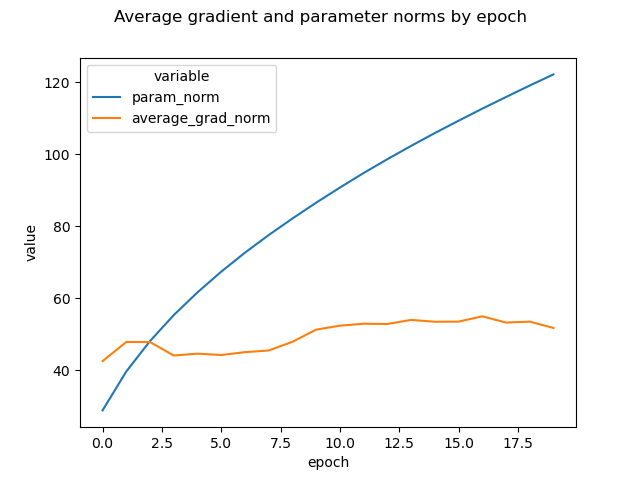 Average gradient and parameter norms by epoch
variable
param_norm
average_grad_norm
120
100
80
60
40
value
0.0 2.5 5.0 7.5 10.0 12.5 15.0 17.5
epoch